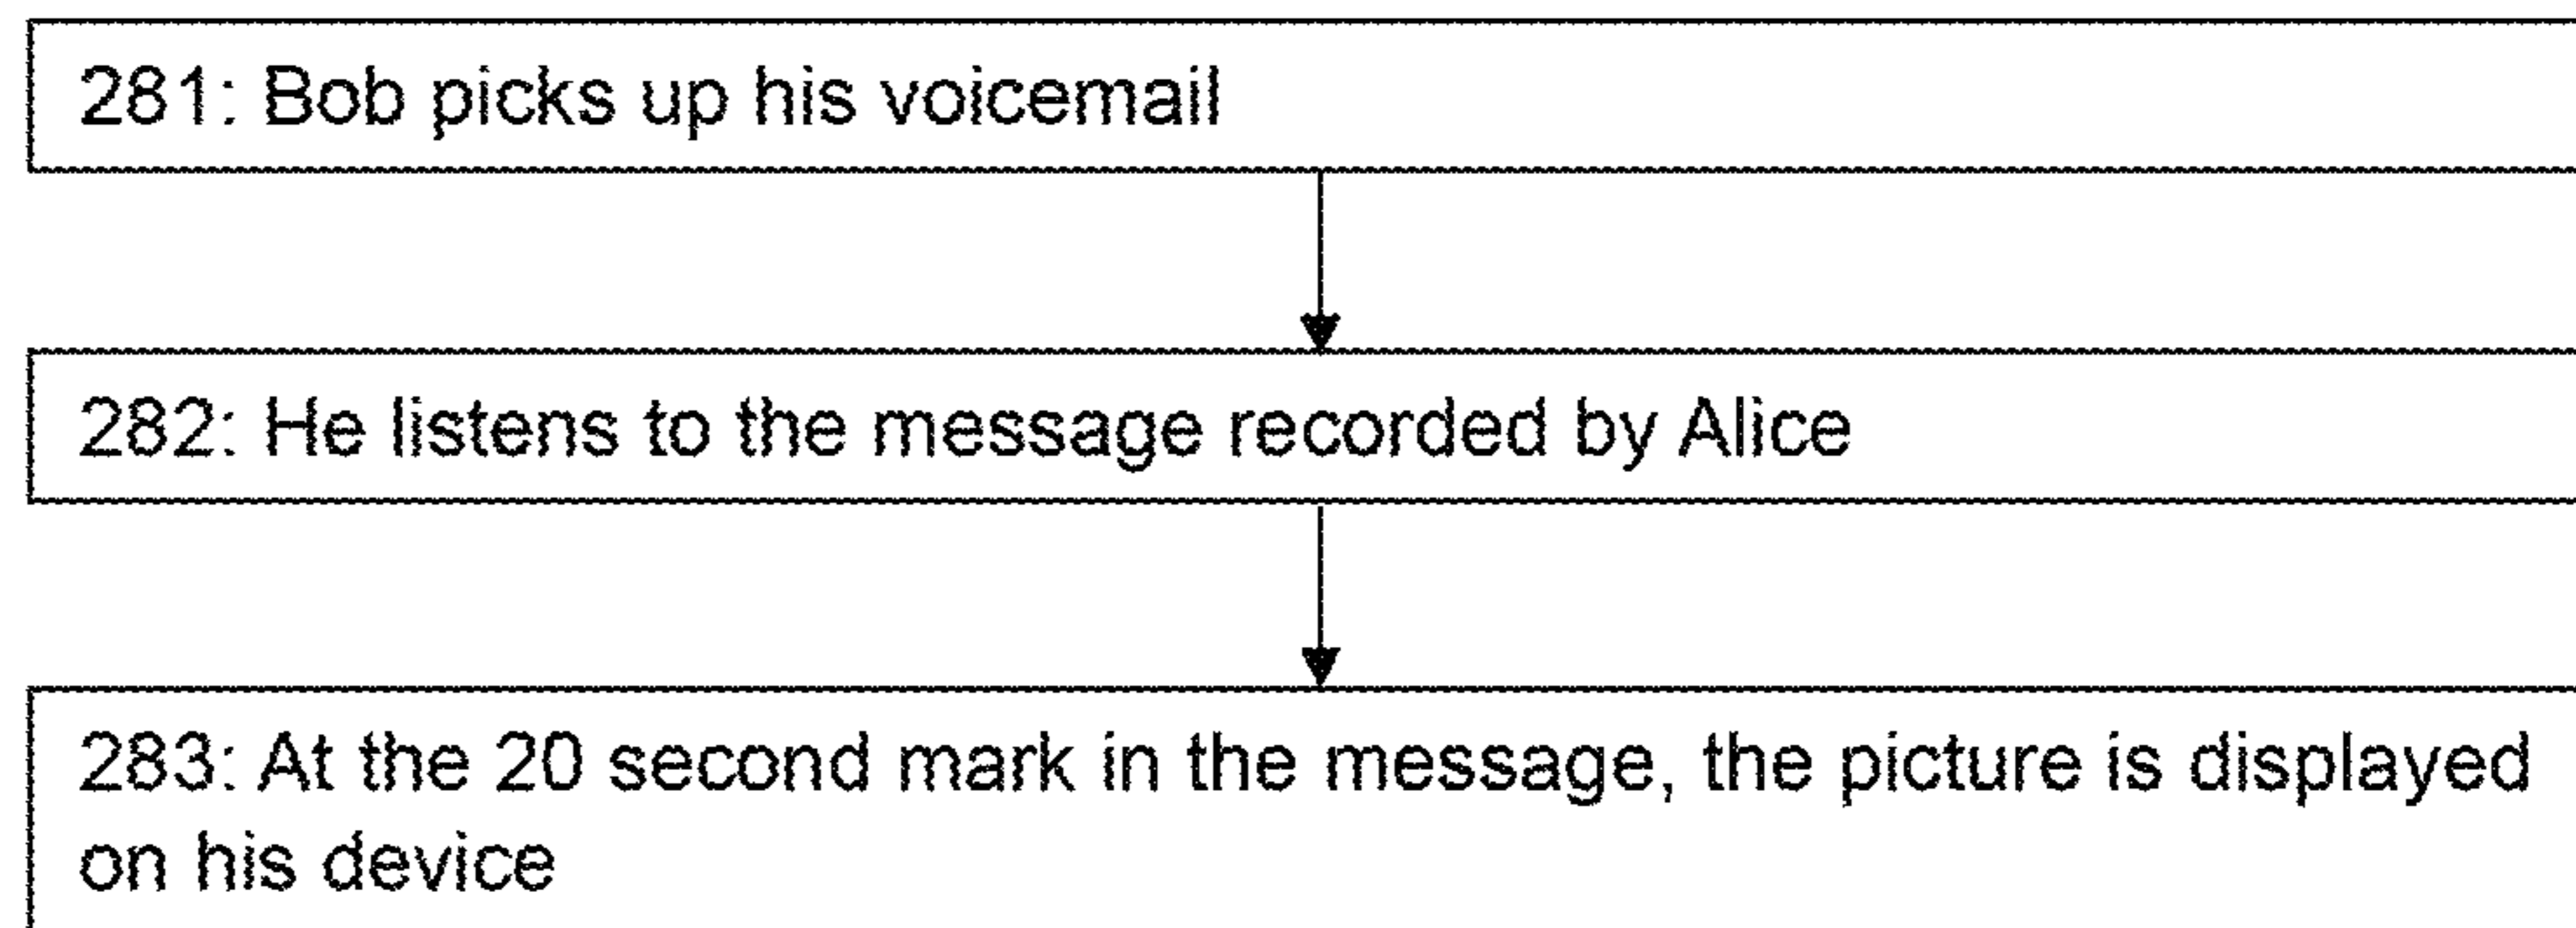 281: Bob picks up his voicemail
282: He listens to the message recorded by Alice
283: At the 20 second mark in the message, the picture is displayed
on his device